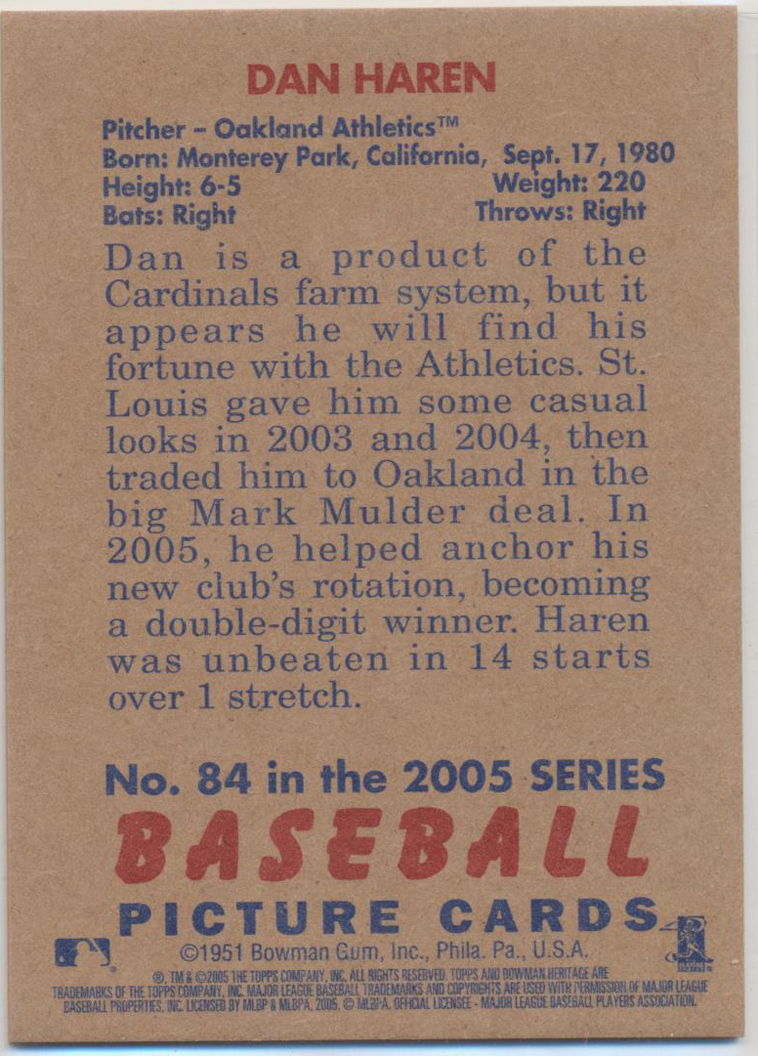 DAN HAREN
Pitcher – Oakland Athletics™
Born: Monterey Park, California, Sept. 17, 1980
Height: 6-5 Weight: 220
Bats: Right Throws: Right
Dan is a product of the
Cardinals farm system, but it
appears he will find his
fortune with the Athletics. St.
Louis gave him some casual
looks in 2003 and 2004, then
traded him to Oakland in the
big Mark Mulder deal. In
2005, he helped anchor his
new club's rotation, becoming
a double-digit winner. Haren
was unbeaten in 14 starts
over 1 stretch.
No. 84 in the 2005 SERIES
BASEBALL
PICTURE CARDS
©1951 Bowman Gum, Inc., Phila. Pa., U.S.A.
®, TM & ©2005 THE TOPPS COMPANY, INC. ALL RIGHTS RESERVED. TOPPS AND BOWMAN HERITAGE ARE
TRADEMARKS OF THE TOPPS COMPANY, INC. MAJOR LEAGUE BASEBALL TRADEMARKS AND COPYRIGHTS ARE USED WITH PERMISSION OF MAJOR LEAGUE
BASEBALL PROPERTIES, INC. LICENSED BY MLBP & MLBPA. 2005. © MLBPA. OFFICIAL LICENSEE - MAJOR LEAGUE BASEBALL PLAYERS ASSOCIATION.